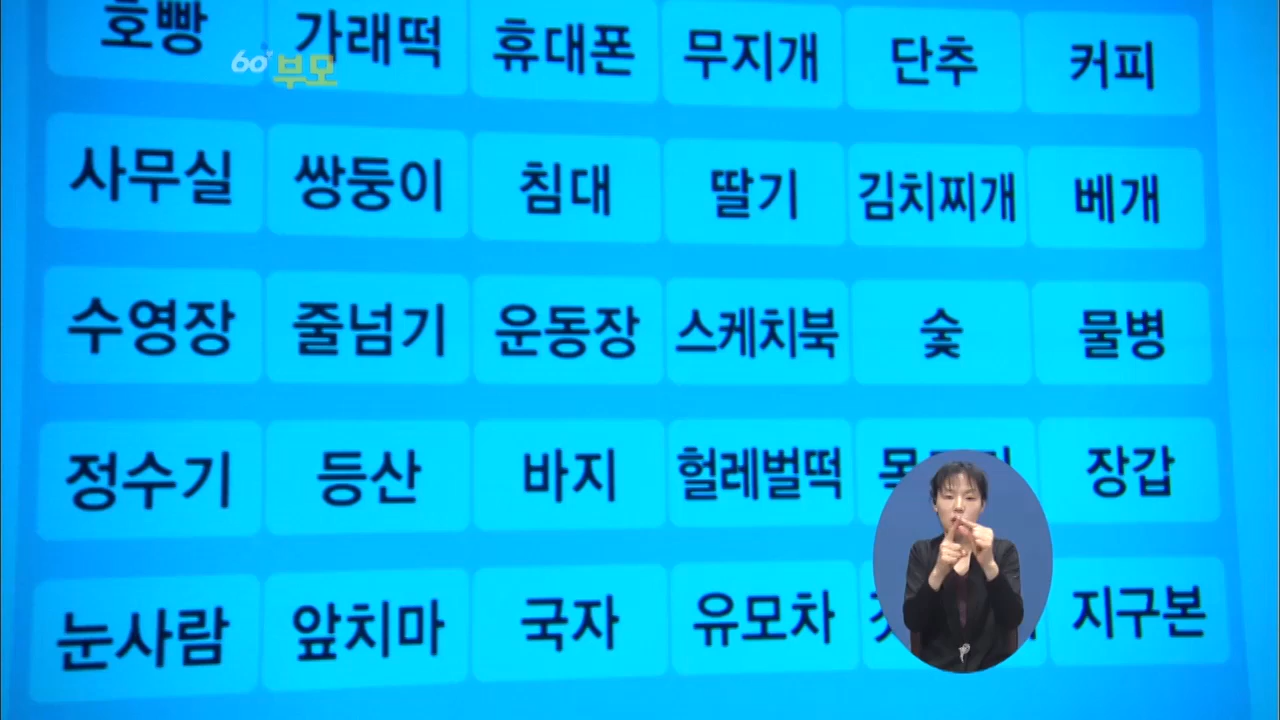 호빵 가래떡 휴대폰 무지개 단추 커피
60 부모
사무실 쌍둥이 침대 딸기 김치찌개 베개
수영장 줄넘기 운동장 스케치북 숯 물병
정수기 등산 바지 헐레벌떡 장갑
눈사람 앞치마 국자 유모차 지구본